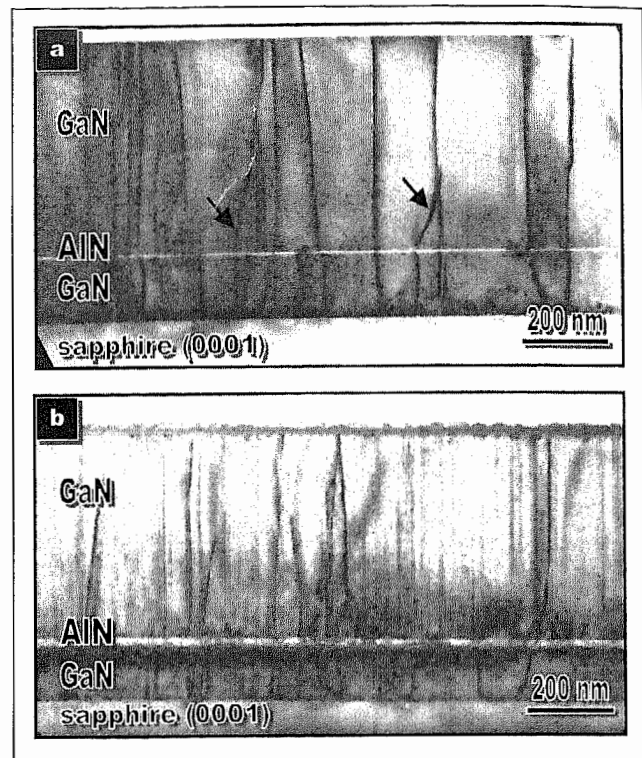 a
GaN
AlN
GaN
200 nm
sapphire (0001)
b
GaN
AlN
GaN
200 nm
sapphire (0001)